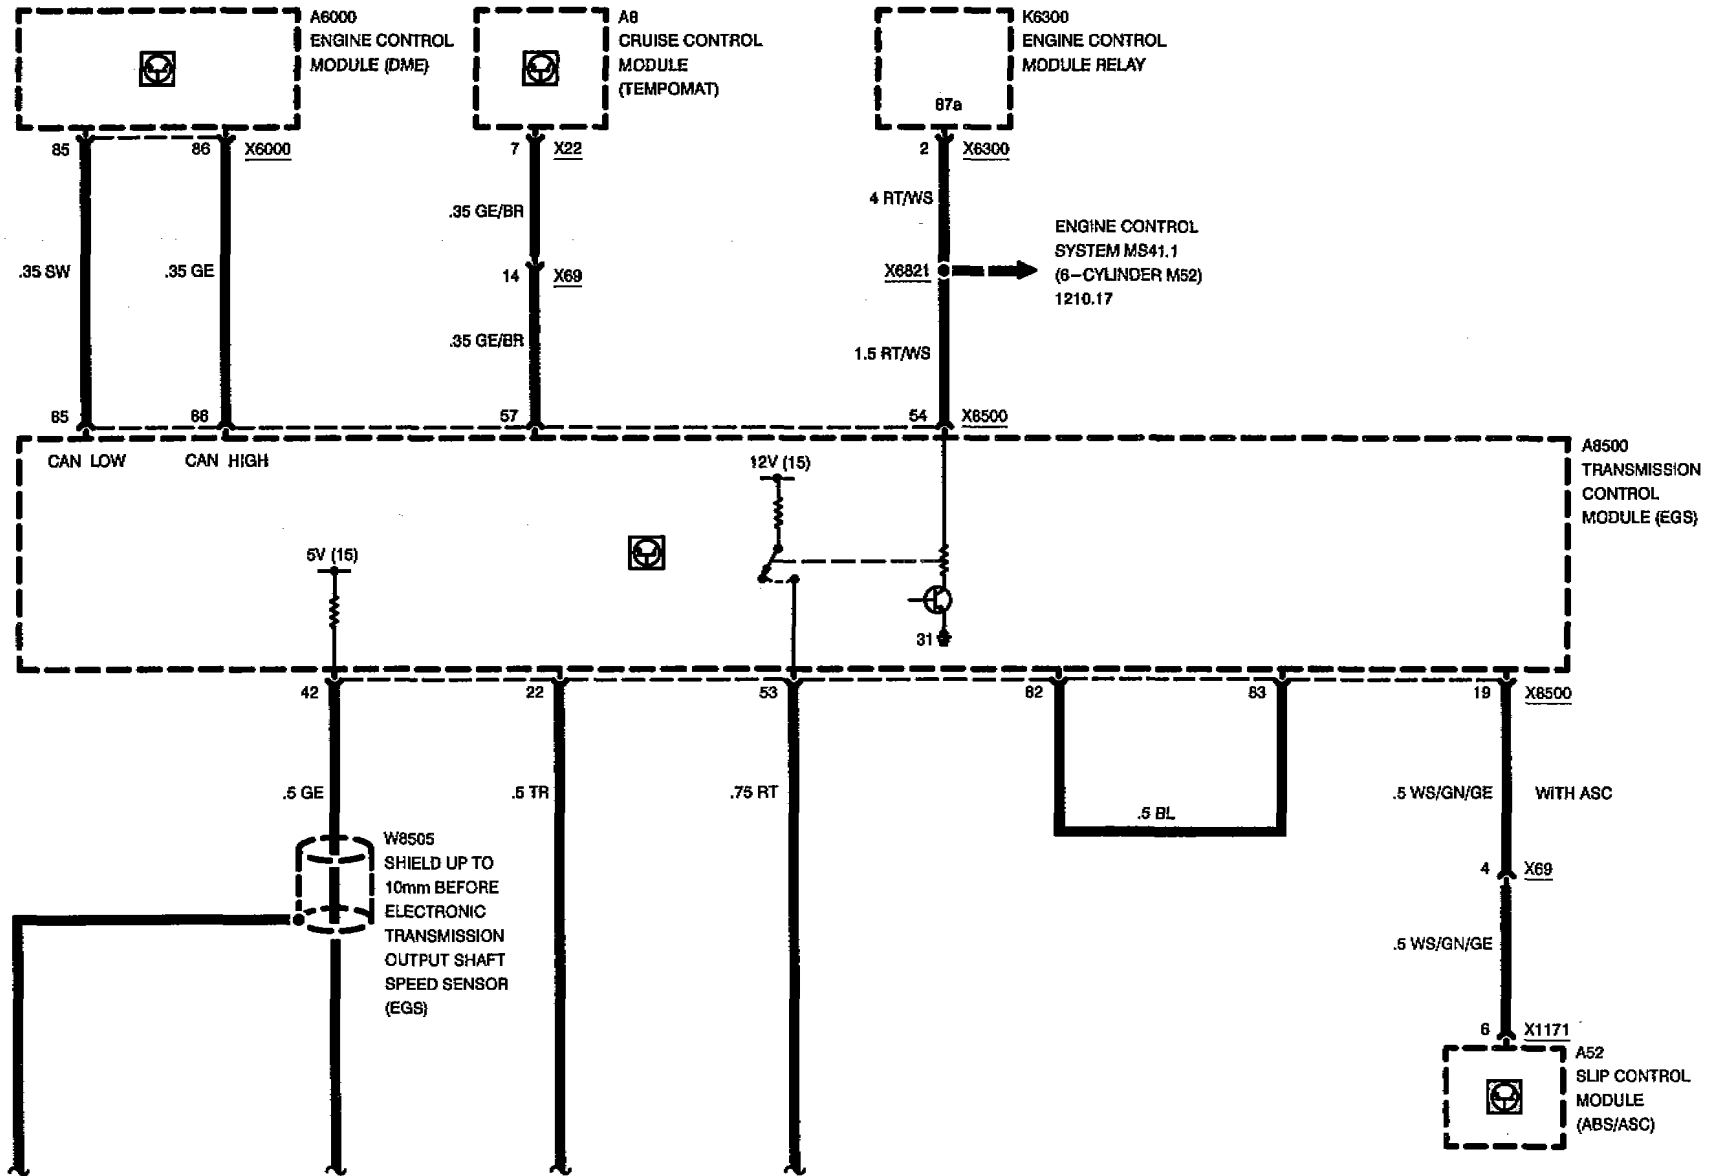 A6000
ENGINE CONTROL
MODULE (DME)
A8
CRUISE CONTROL
MODULE
(TEMPOMAT)
K6300
ENGINE CONTROL
MODULE RELAY
87a
85
86
X6000
7
X22
2
X6300
.35 GE/BR
4 RT/WS
ENGINE CONTROL
SYSTEM MS41.1
(6-CYLINDER M52)
1210.17
.35 SW
.35 GE
14
X69
X6821
.35 GE/BR
1.5 RT/WS
85
86
57
54
X8500
CAN LOW
CAN HIGH
12V (15)
A8500
TRANSMISSION
CONTROL
MODULE (EGS)
5V (15)
31
42
22
53
82
83
19
X8500
.5 GE
.5 TR
.75 RT
.5 BL
.5 WS/GN/GE
WITH ASC
W8505
SHIELD UP TO
10mm BEFORE
ELECTRONIC
TRANSMISSION
OUTPUT SHAFT
SPEED SENSOR
(EGS)
4
X69
.5 WS/GN/GE
6
X1171
A52
SLIP CONTROL
MODULE
(ABS/ASC)